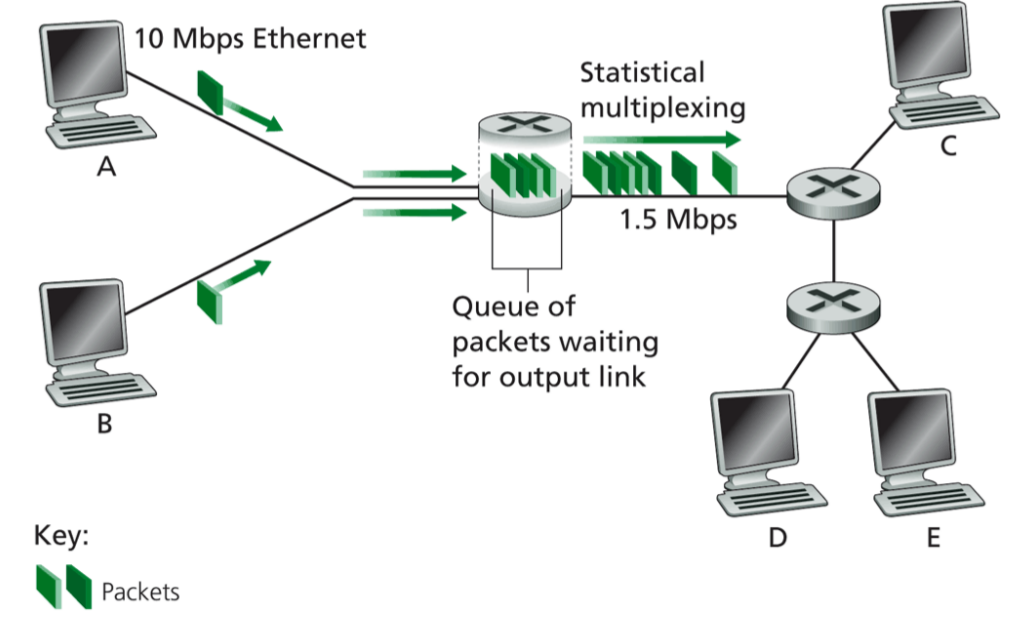 10 Mbps Ethernet
A
Statistical
multiplexing
C
1.5 Mbps
Queue of
packets waiting
for output link
B
D
E
Key:
Packets